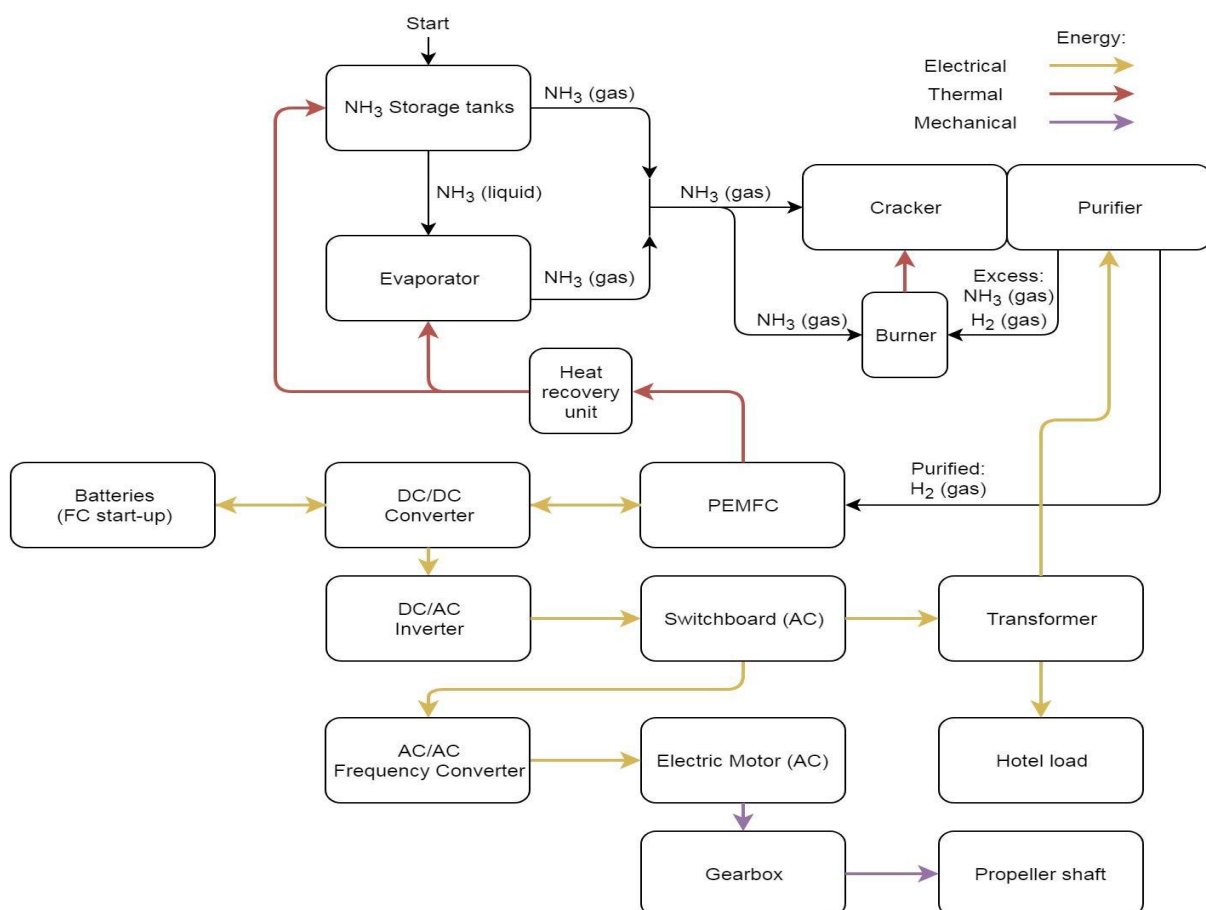 Start
Energy:
Electrical
Thermal
Mechanical
NH3 Storage tanks
NH3 (gas)
NH3 (liquid)
NH3 (gas)
Cracker
Purifier
Evaporator
NH3 (gas)
Excess:
NH3 (gas)
H2 (gas)
NH3 (gas)
Burner
Heat
recovery
unit
Purified:
H2 (gas)
Batteries
(FC start-up)
DC/DC
Converter
PEMFC
DC/AC
Inverter
Switchboard (AC)
Transformer
AC/AC
Frequency Converter
Electric Motor (AC)
Hotel load
Gearbox
Propeller shaft